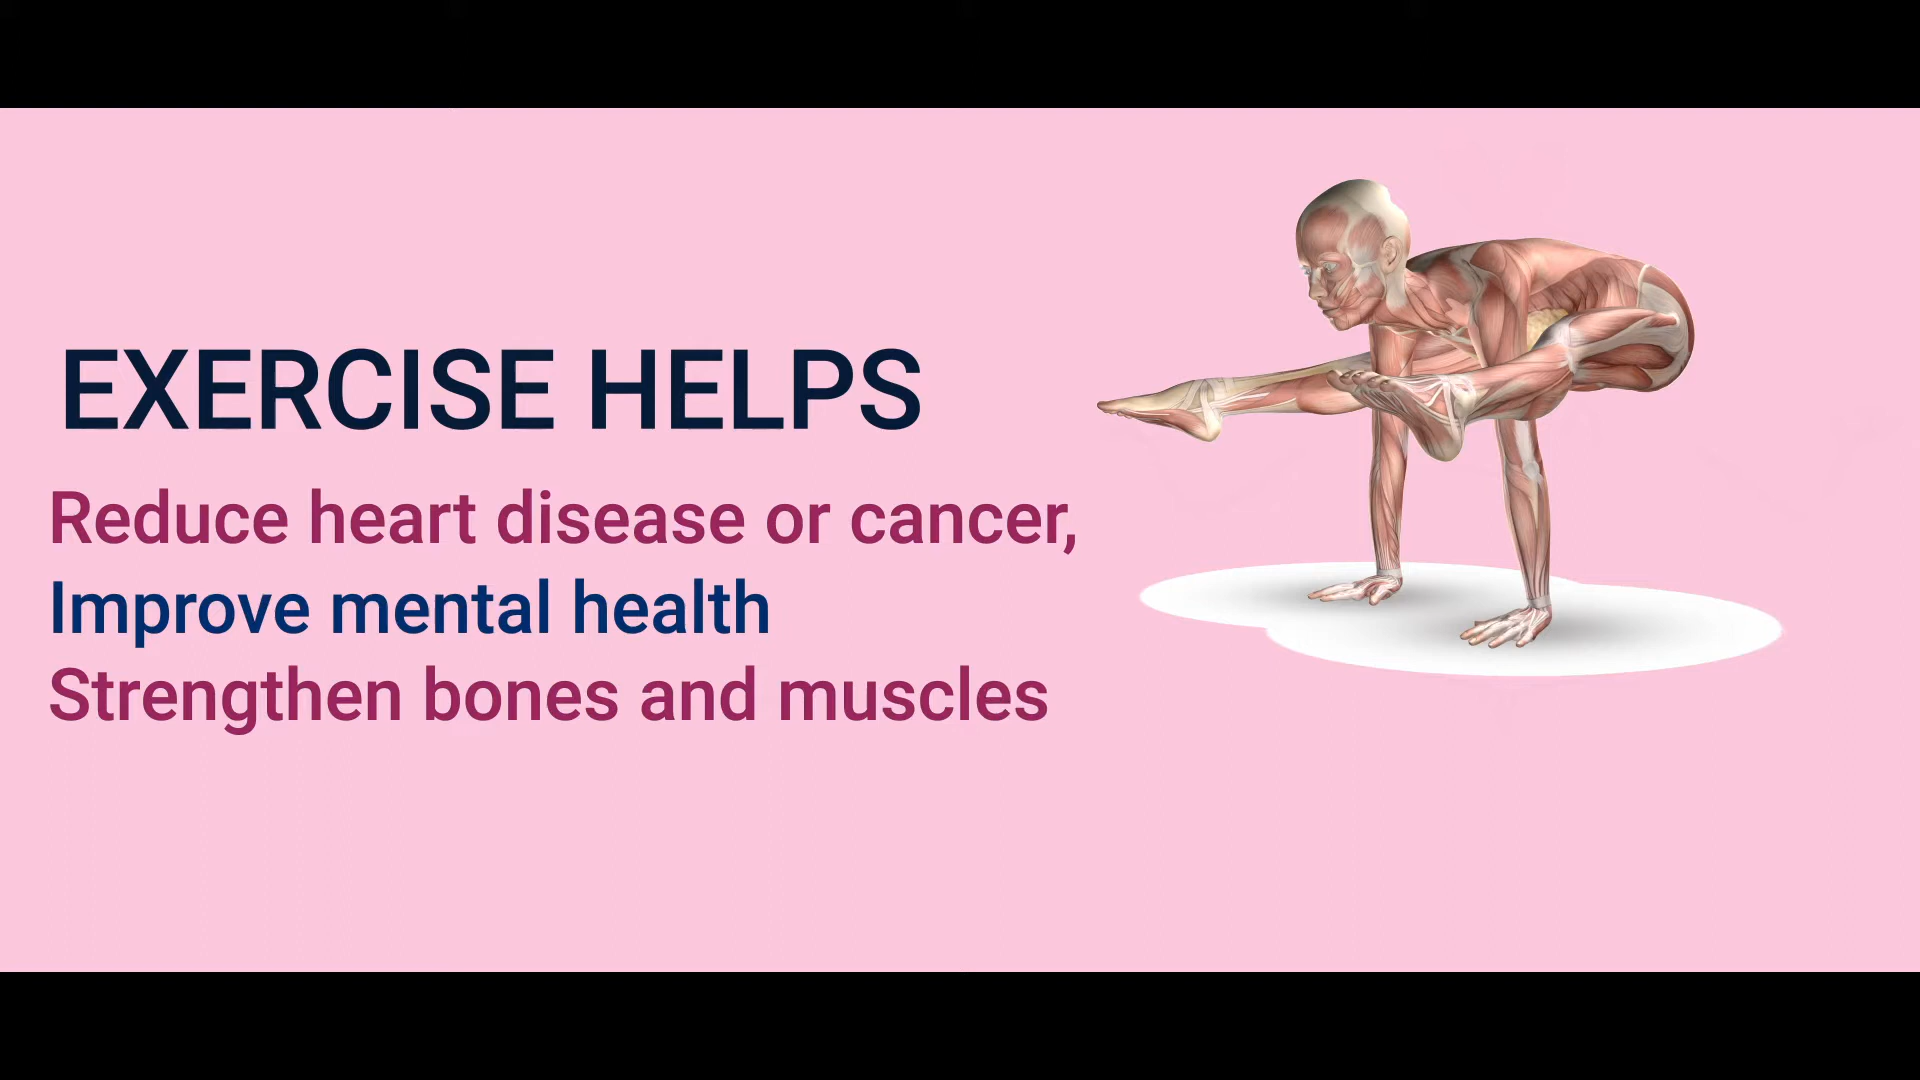 EXERCISE HELPS
Reduce heart disease or cancer,
Improve mental health
Strengthen bones and muscles